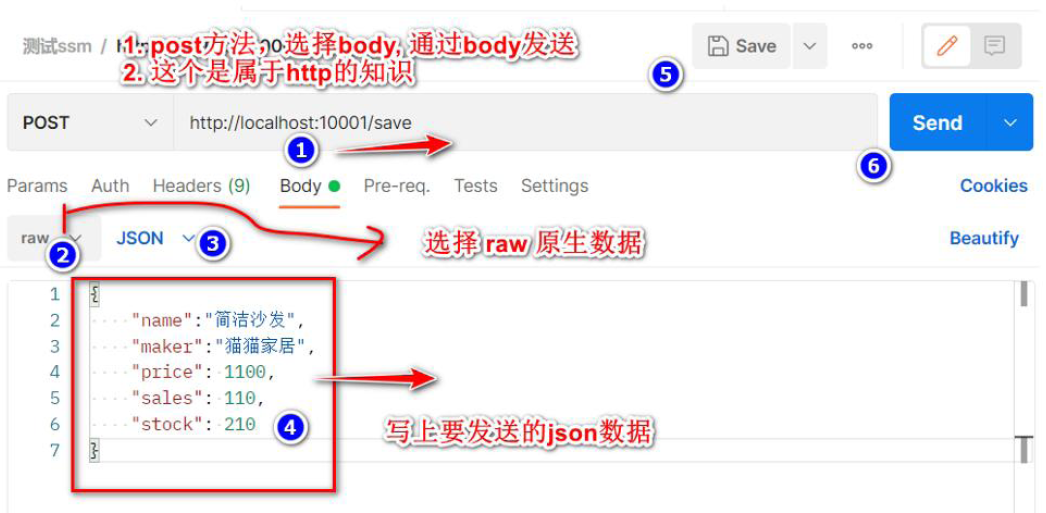 测试ssm /
1. post方法，选择body, 通过body发送
2. 这个是属于http的知识
Save
5
POST
http://localhost:10001/save
Send
1
6
Params Auth Headers (9) Body Pre-req. Tests Settings Cookies
raw JSON Beautify
2
3
选择 raw 原生数据
1 {
2 "name":"简洁沙发",
3 "maker":"猫猫家居",
4 "price": 1100,
5 "sales": 110,
6 "stock": 210
4
写上要发送的json数据
7 }